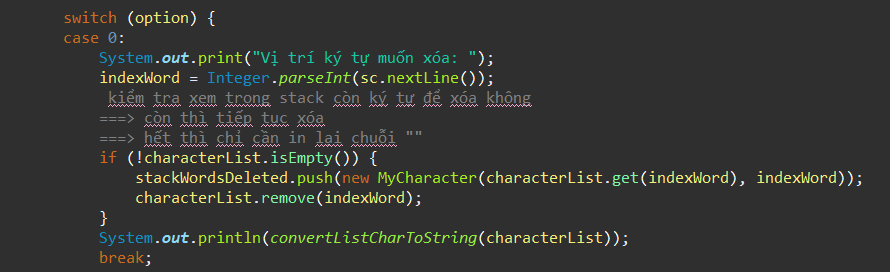 switch (option) {
case 0:
System.out.print("Vị trí ký tự muốn xóa: ");
indexWord = Integer.parseInt(sc.nextLine());
kiểm tra xem trong stack còn ký tự để xóa không
===> còn thì tiếp tục xóa
===> hết thì chỉ cần in lại chuỗi ""
if (!characterList.isEmpty()) {
stackWordsDeleted.push(new MyCharacter(characterList.get(indexWord), indexWord));
characterList.remove(indexWord);
}
System.out.println(convertListCharToString(characterList));
break;